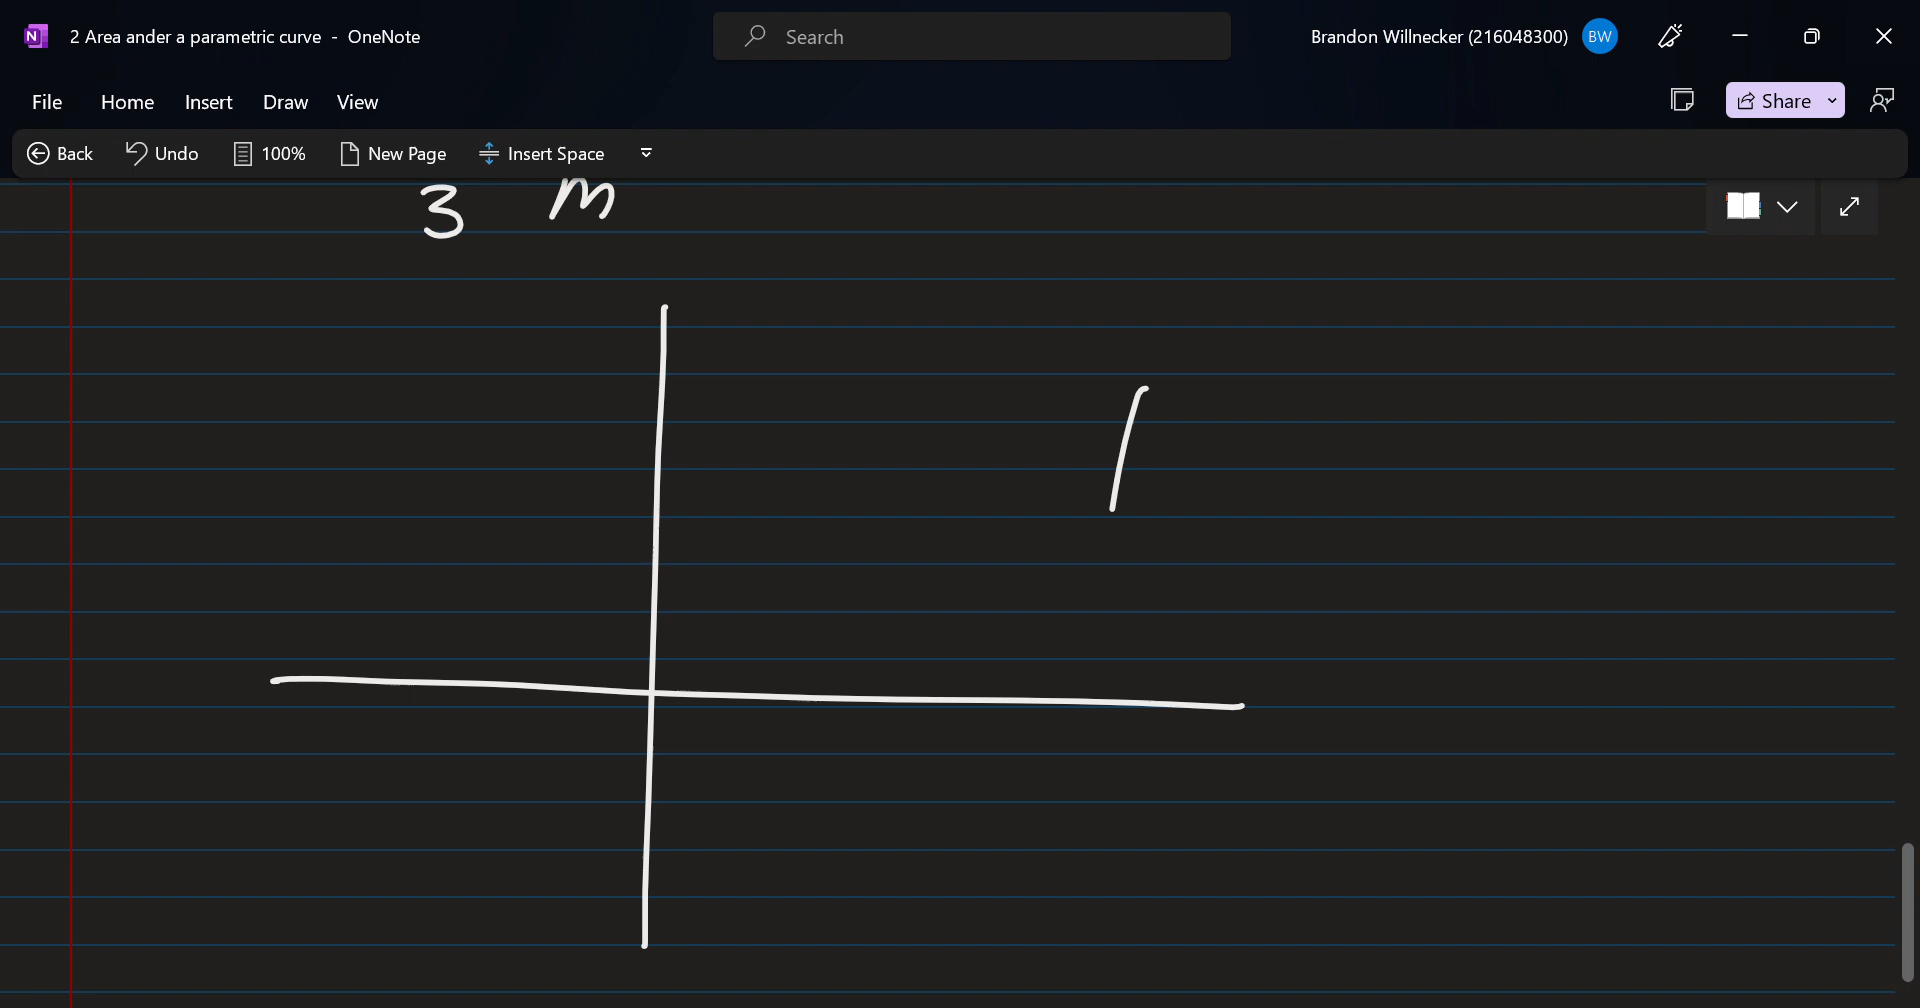 2 Area ander a parametric curve - OneNote
Search
Brandon Willnecker (216048300) BW
File Home Insert Draw View
Share
Back Undo 100% New Page Insert Space
3 m